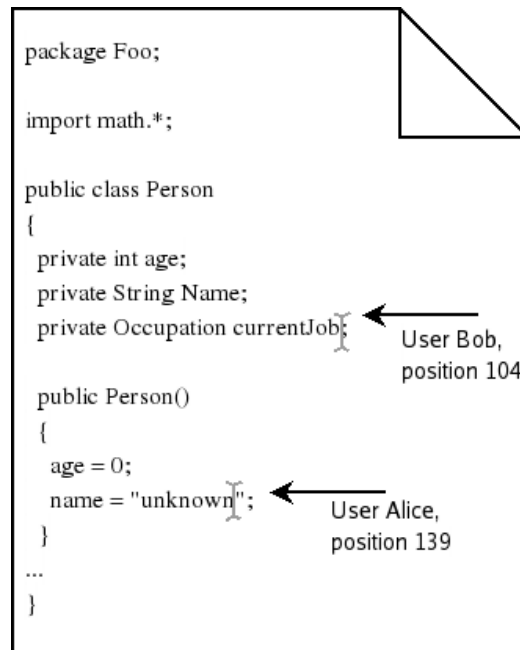 package Foo;
import math.*;
public class Person
{
private int age;
private String Name;
private Occupation currentJob;
User Bob,
position 104
public Person()
{
age = 0;
name = "unknown";
User Alice,
position 139
}
...
}